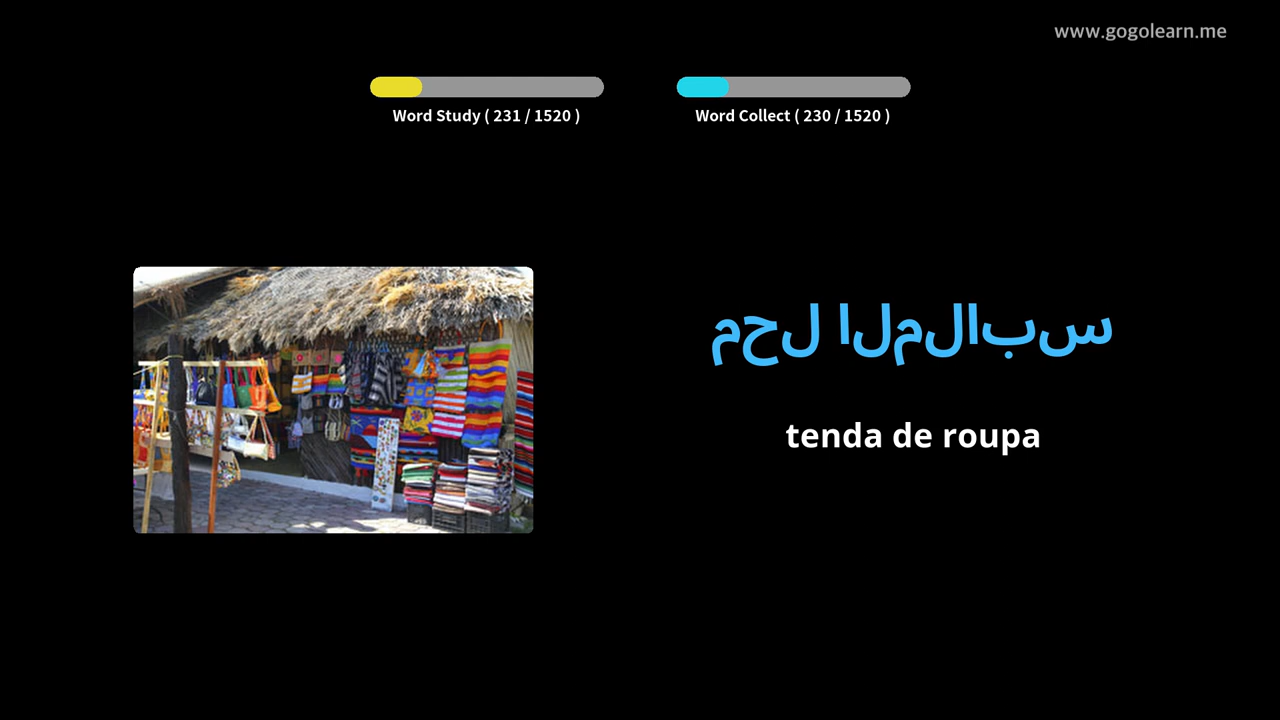 www.gogolearn.me
Word Study ( 231 / 1520 )
Word Collect ( 230 / 1520 )
محل الملابس
tenda de roupa